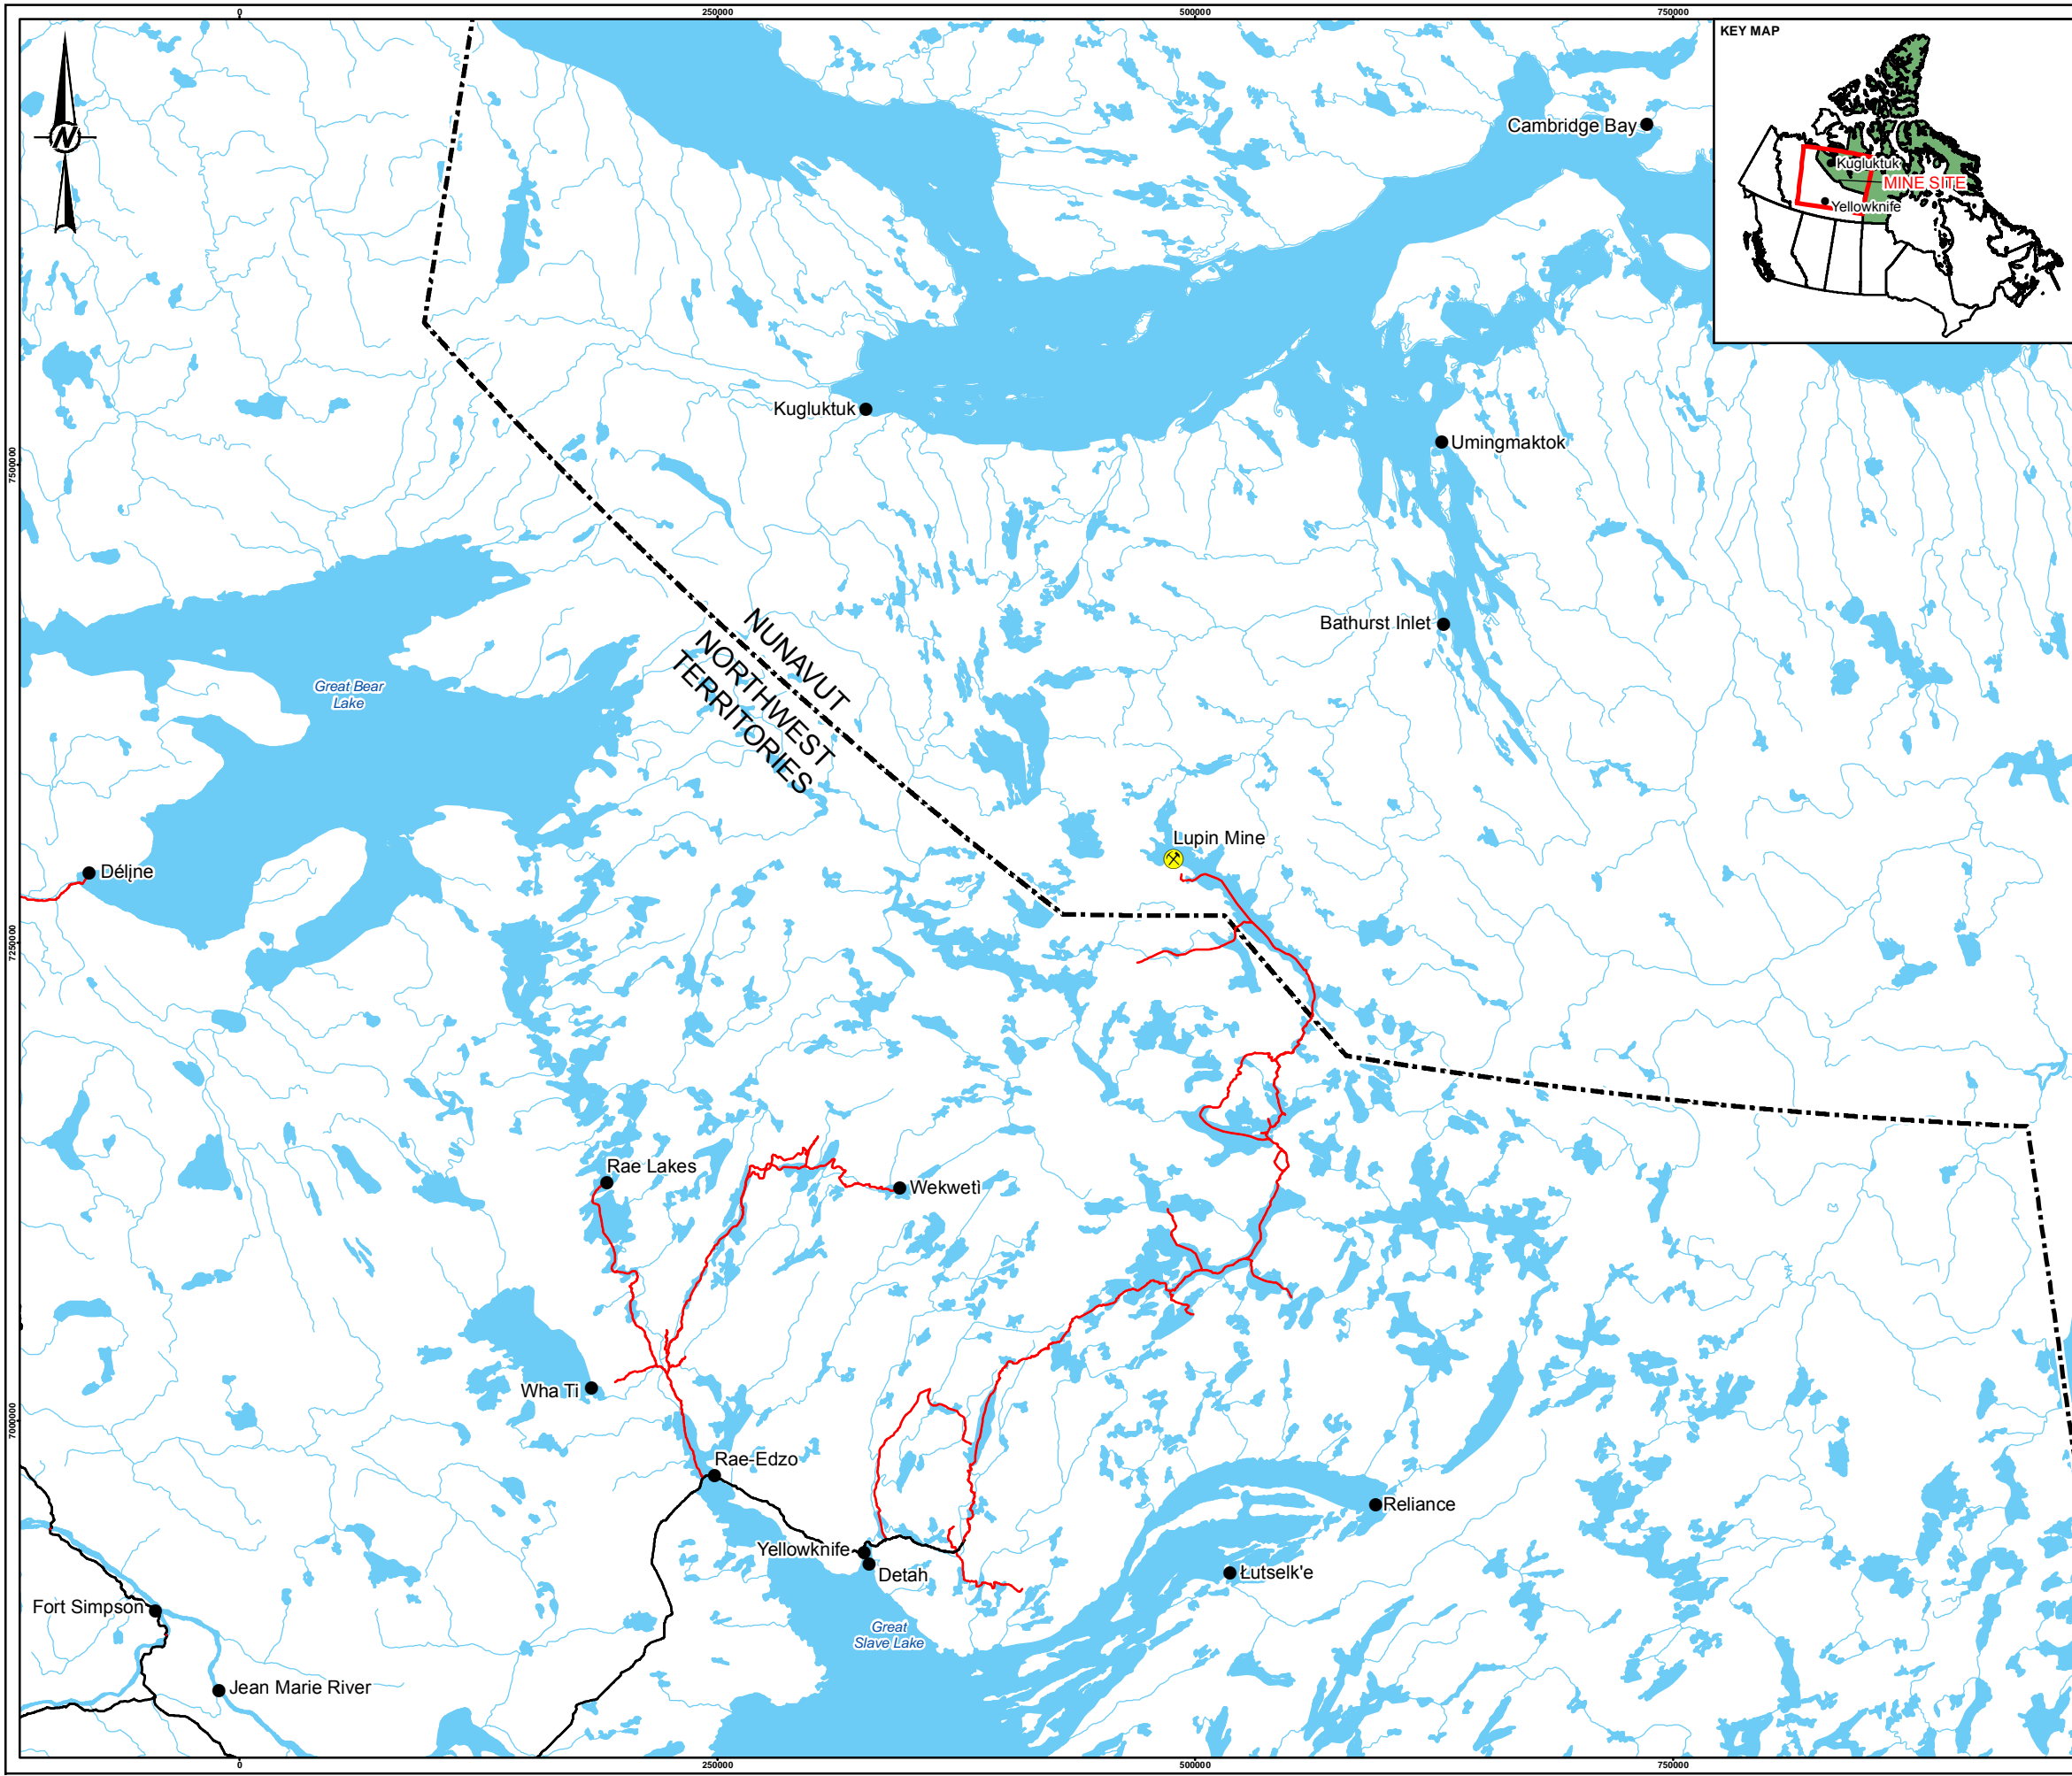 0
250000
500000
750000
KEY MAP
Kugluktuk
MINE SITE
Yellowknife
N
Cambridge Bay
Kugluktuk
Umingmaktok
7500000
Bathurst Inlet
NUNAVUT
NORTHWEST
TERRITORIES
Great Bear
Lake
Lupin Mine
Délįne
7250000
Rae Lakes
Wekweti
Wha Ti
7000000
Rae-Edzo
Reliance
Yellowknife
Detah
Łutselk'e
Fort Simpson
Great
Slave Lake
Jean Marie River
0
250000
500000
750000